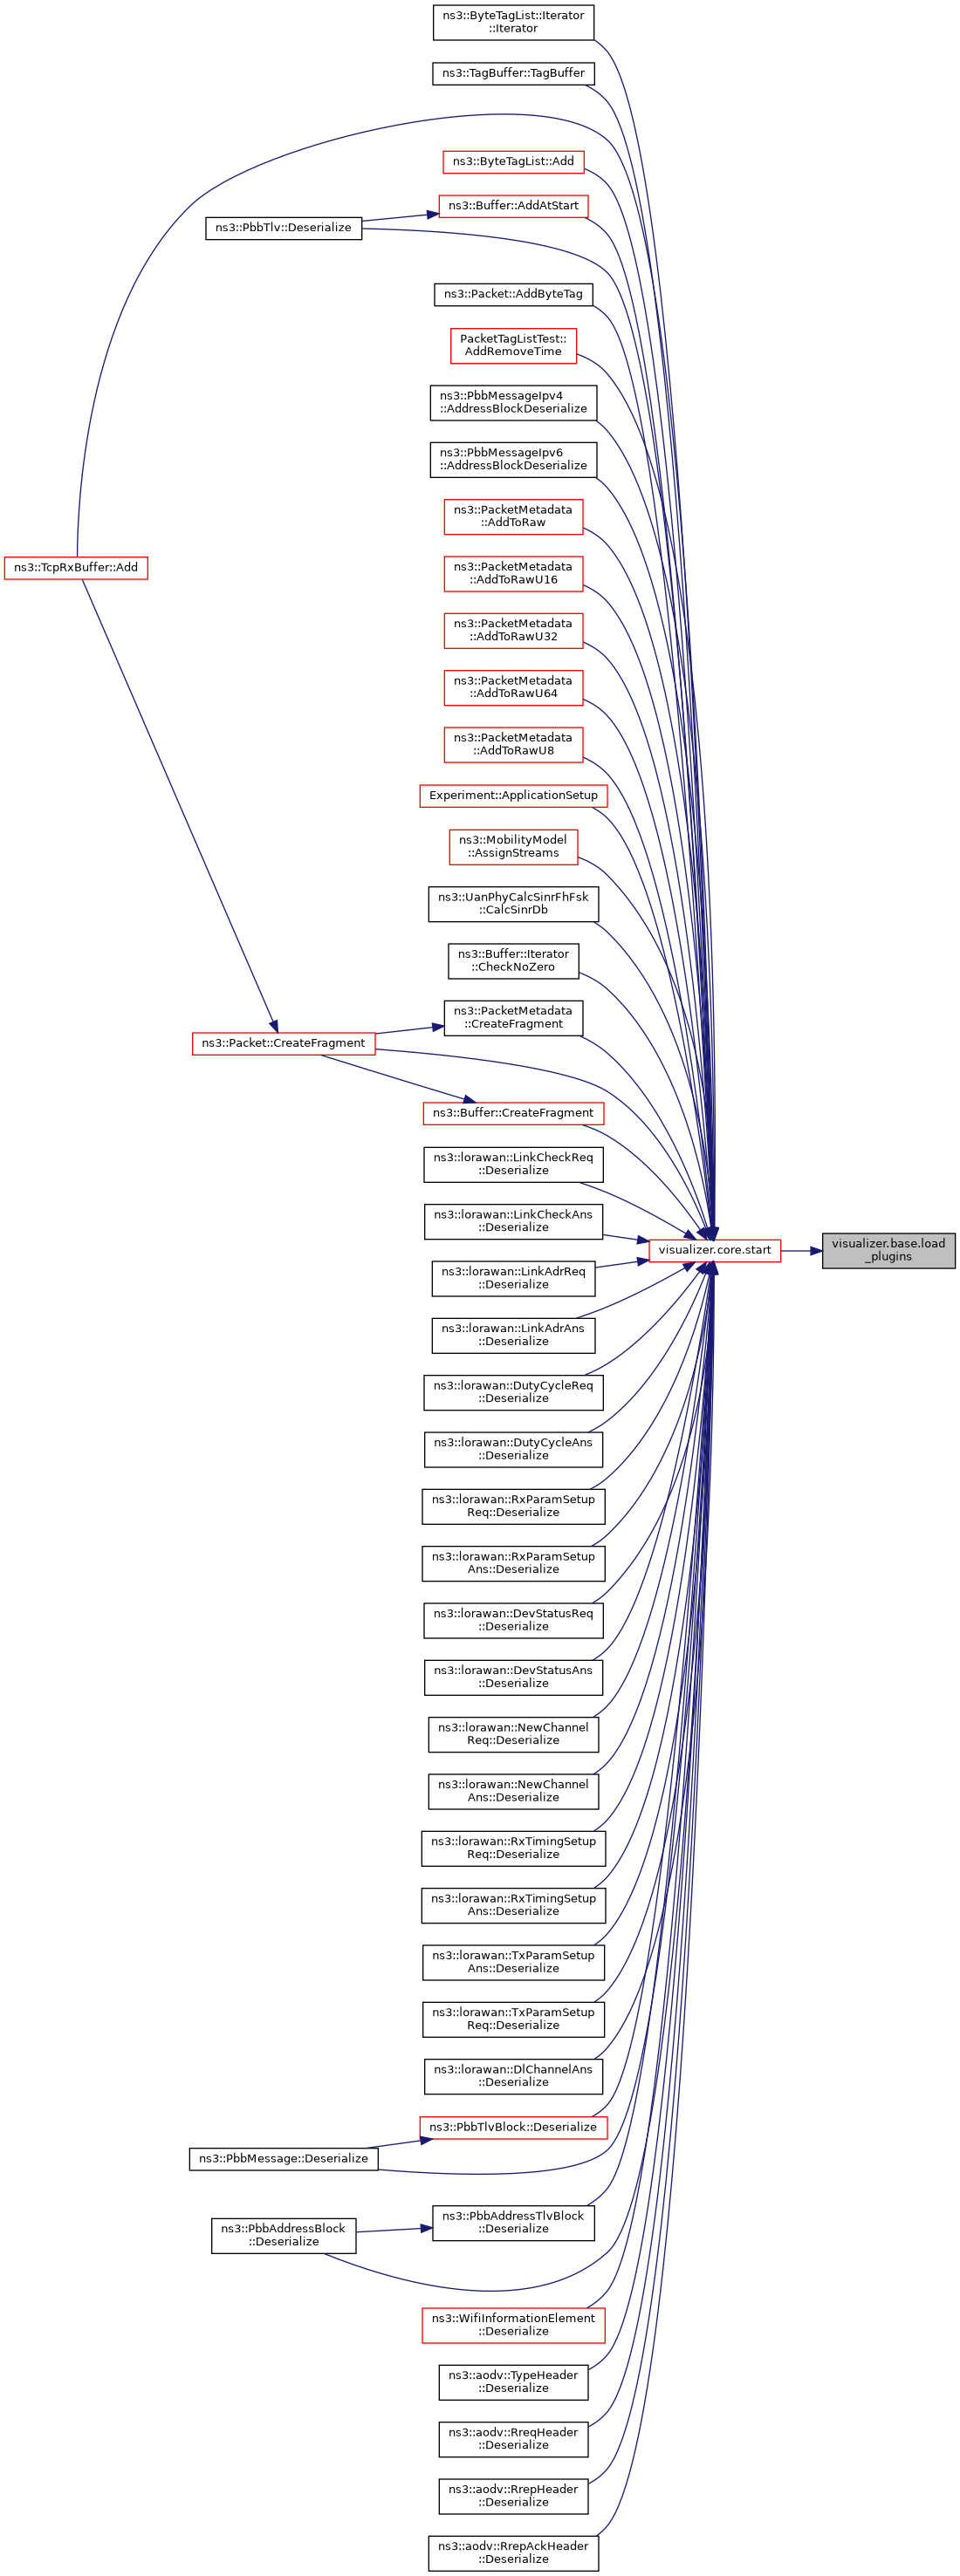 ns3::ByteTagList::Iterator
::Iterator
ns3::TagBuffer::TagBuffer
ns3::ByteTagList::Add
ns3::Buffer::AddAtStart
ns3::PbbTlv::Deserialize
ns3::Packet::AddByteTag
PacketTagListTest::
AddRemoveTime
ns3::PbbMessageIpv4
::AddressBlockDeserialize
ns3::PbbMessageIpv6
::AddressBlockDeserialize
ns3::PacketMetadata
::AddToRaw
ns3::TcpRxBuffer::Add
ns3::PacketMetadata
::AddToRawU16
ns3::PacketMetadata
::AddToRawU32
ns3::PacketMetadata
::AddToRawU64
ns3::PacketMetadata
::AddToRawU8
Experiment::ApplicationSetup
ns3::MobilityModel
::AssignStreams
ns3::UanPhyCalcSinrFhFsk
::CalcSinrDb
ns3::Buffer::Iterator
::CheckNoZero
ns3::PacketMetadata
::CreateFragment
ns3::Packet::CreateFragment
ns3::Buffer::CreateFragment
ns3::lorawan::LinkCheckReq
::Deserialize
ns3::lorawan::LinkCheckAns
::Deserialize
visualizer.core.start
visualizer.base.load
_plugins
ns3::lorawan::LinkAdrReq
::Deserialize
ns3::lorawan::LinkAdrAns
::Deserialize
ns3::lorawan::DutyCycleReq
::Deserialize
ns3::lorawan::DutyCycleAns
::Deserialize
ns3::lorawan::RxParamSetup
Req::Deserialize
ns3::lorawan::RxParamSetup
Ans::Deserialize
ns3::lorawan::DevStatusReq
::Deserialize
ns3::lorawan::DevStatusAns
::Deserialize
ns3::lorawan::NewChannel
Req::Deserialize
ns3::lorawan::NewChannel
Ans::Deserialize
ns3::lorawan::RxTimingSetup
Req::Deserialize
ns3::lorawan::RxTimingSetup
Ans::Deserialize
ns3::lorawan::TxParamSetup
Ans::Deserialize
ns3::lorawan::TxParamSetup
Req::Deserialize
ns3::lorawan::DlChannelAns
::Deserialize
ns3::PbbTlvBlock::Deserialize
ns3::PbbMessage::Deserialize
ns3::PbbAddressTlvBlock
::Deserialize
ns3::PbbAddressBlock
::Deserialize
ns3::WifiInformationElement
::Deserialize
ns3::aodv::TypeHeader
::Deserialize
ns3::aodv::RreqHeader
::Deserialize
ns3::aodv::RrepHeader
::Deserialize
ns3::aodv::RrepAckHeader
::Deserialize